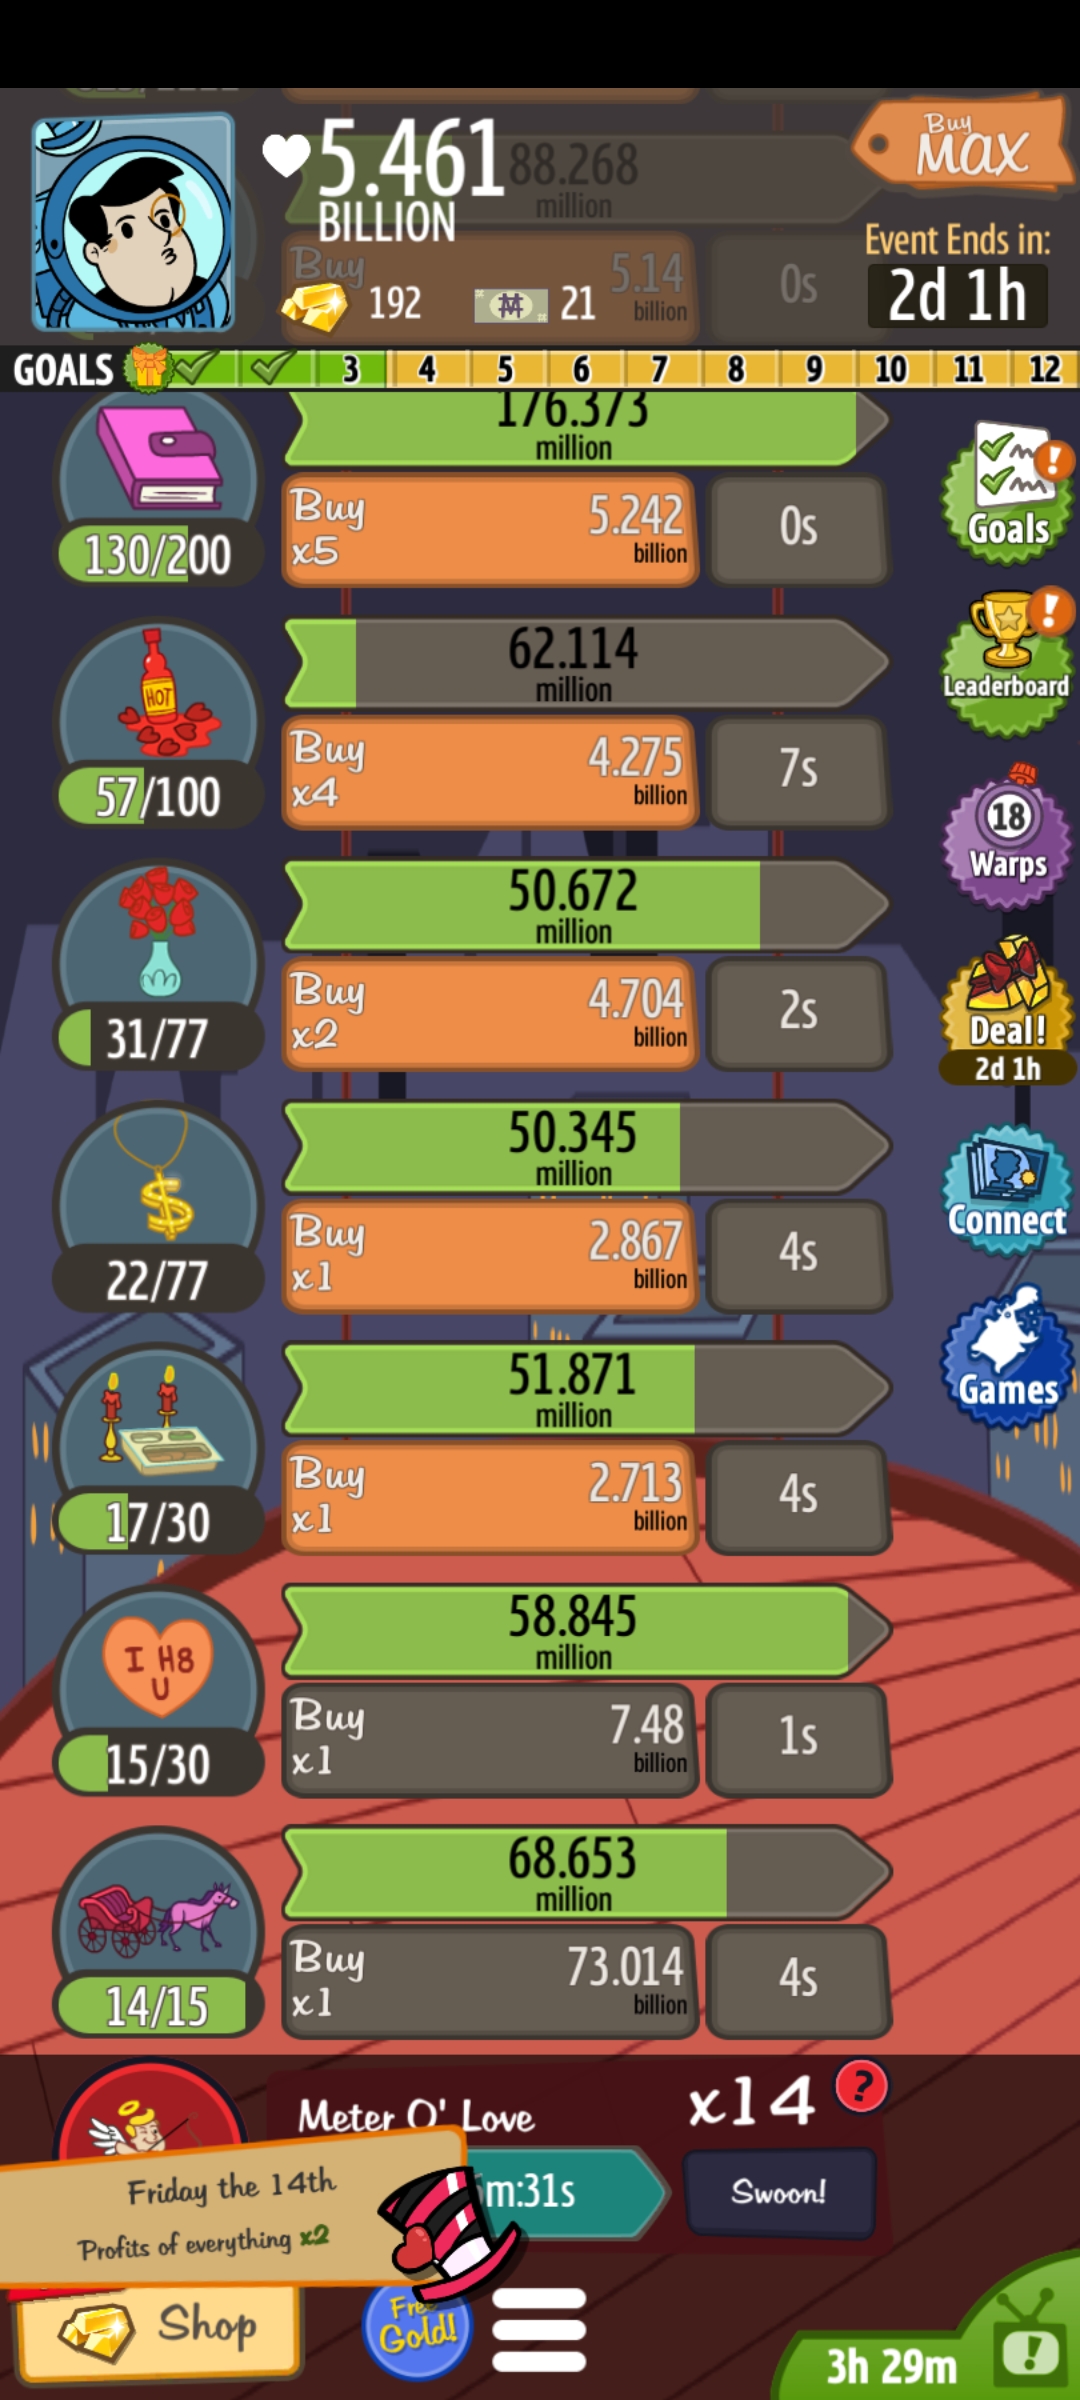 5.461
BILLION
88.268
million
Buy
MAX
Event Ends in:
2d 1h
Buy
5.14
billion
0s
192
21
GOALS
3
4
5
6
7
8
9
10
11
12
176.373
million
130/200
Buy
x5
5.242
billion
0s
Goals
HOT
57/100
62.114
million
Buy
x4
4.275
billion
7s
Leaderboard
18
Warps
31/77
50.672
million
Buy
x2
4.704
billion
2s
Deal!
2d 1h
$
22/77
50.345
million
Buy
x1
2.867
billion
4s
Connect
17/30
51.871
million
Buy
x1
2.713
billion
4s
Games
I H8
U
15/30
58.845
million
Buy
x1
7.48
billion
1s
14/15
68.653
million
Buy
x1
73.014
billion
4s
Meter O' Love
x14
?
m:31s
Swoon!
Friday the 14th
Profits of everything x2
Shop
Free
Gold!
3h 29m